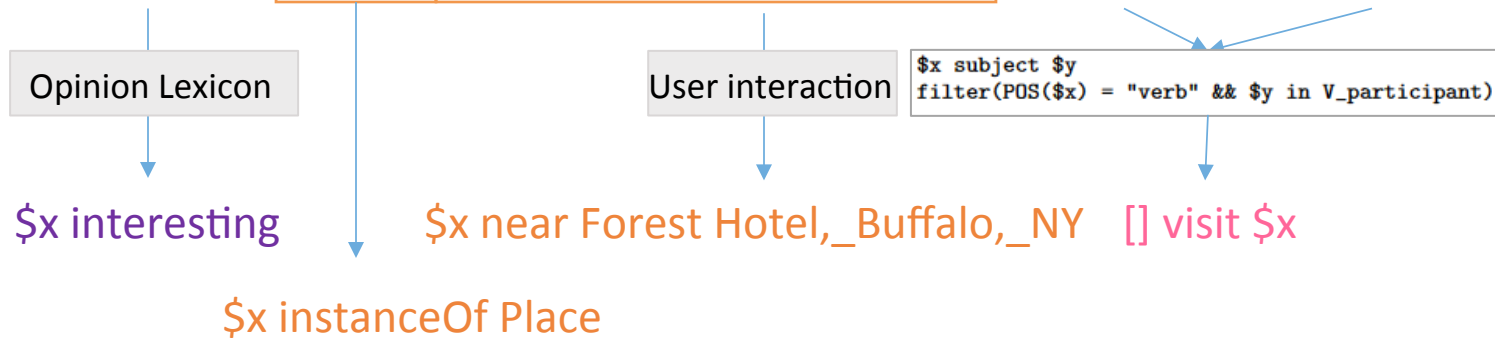 Opinion Lexicon
User interaction
$x subject $y
filter(POS($x) = "verb" && $y in V_participant)
$x interesting
$x near Forest Hotel,_Buffalo,_NY
[] visit $x
$x instanceOf Place